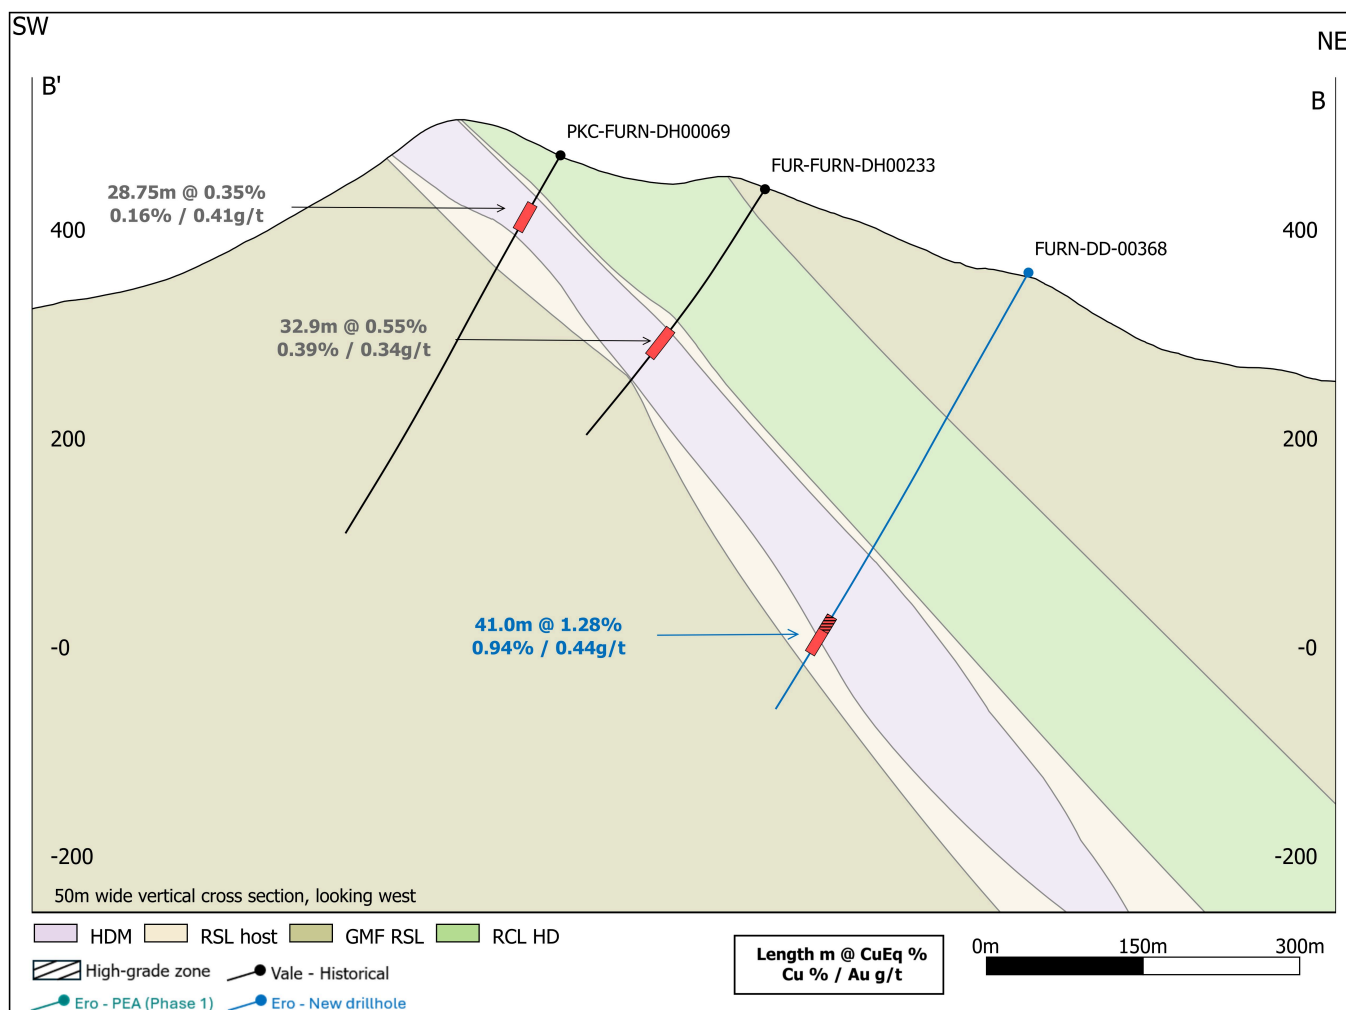 SW
NE
B'
B
PKC-FURN-DH00069
FUR-FURN-DH00233
28.75m @ 0.35%
0.16% / 0.41g/t
400
400
FURN-DD-00368
32.9m @ 0.55%
0.39% / 0.34g/t
200
200
41.0m @ 1.28%
0.94% / 0.44g/t
-0
-0
-200
-200
50m wide vertical cross section, looking west
HDM
RSL host
GMF RSL
RCL HD
High-grade zone
Vale - Historical
Ero - PEA (Phase 1)
Ero - New drillhole
Length m @ CuEq %
Cu % / Au g/t
0m
150m
300m